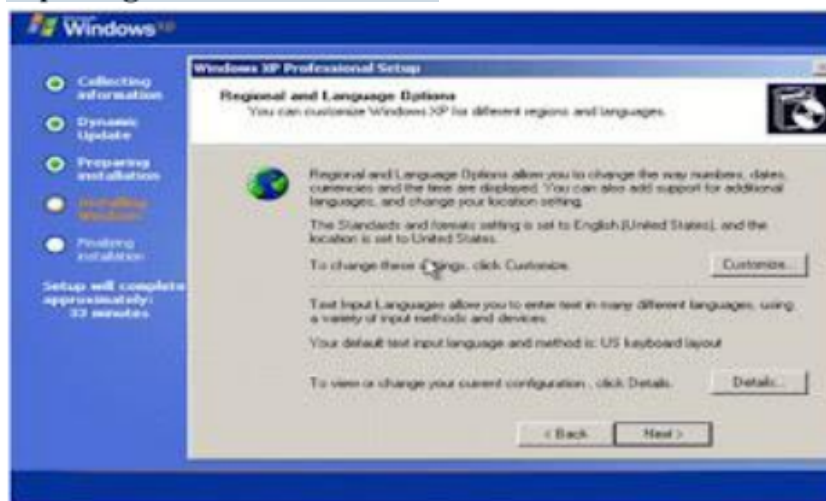 Windows xp
Collecting
information
Dynamic
Update
Preparing
installation
Installing
Windows
Finalizing
installation
Setup will complete
approximately:
33 minutes
Windows XP Professional Setup
Regional and Language Options
You can customize Windows XP for different regions and languages.
Regional and Language Options allow you to change the way numbers, dates,
currencies and the time are displayed. You can also add support for additional
languages, and change your location setting.
The Standards and formats setting is set to English (United States), and the
location is set to United States.
To change these settings, click Customize.
Customize...
Text Input Languages allow you to enter text in many different languages, using
a variety of input methods and devices.
Your default text input language and method is: US keyboard layout
To view or change your current configuration, click Details.
Details...
< Back
Next >